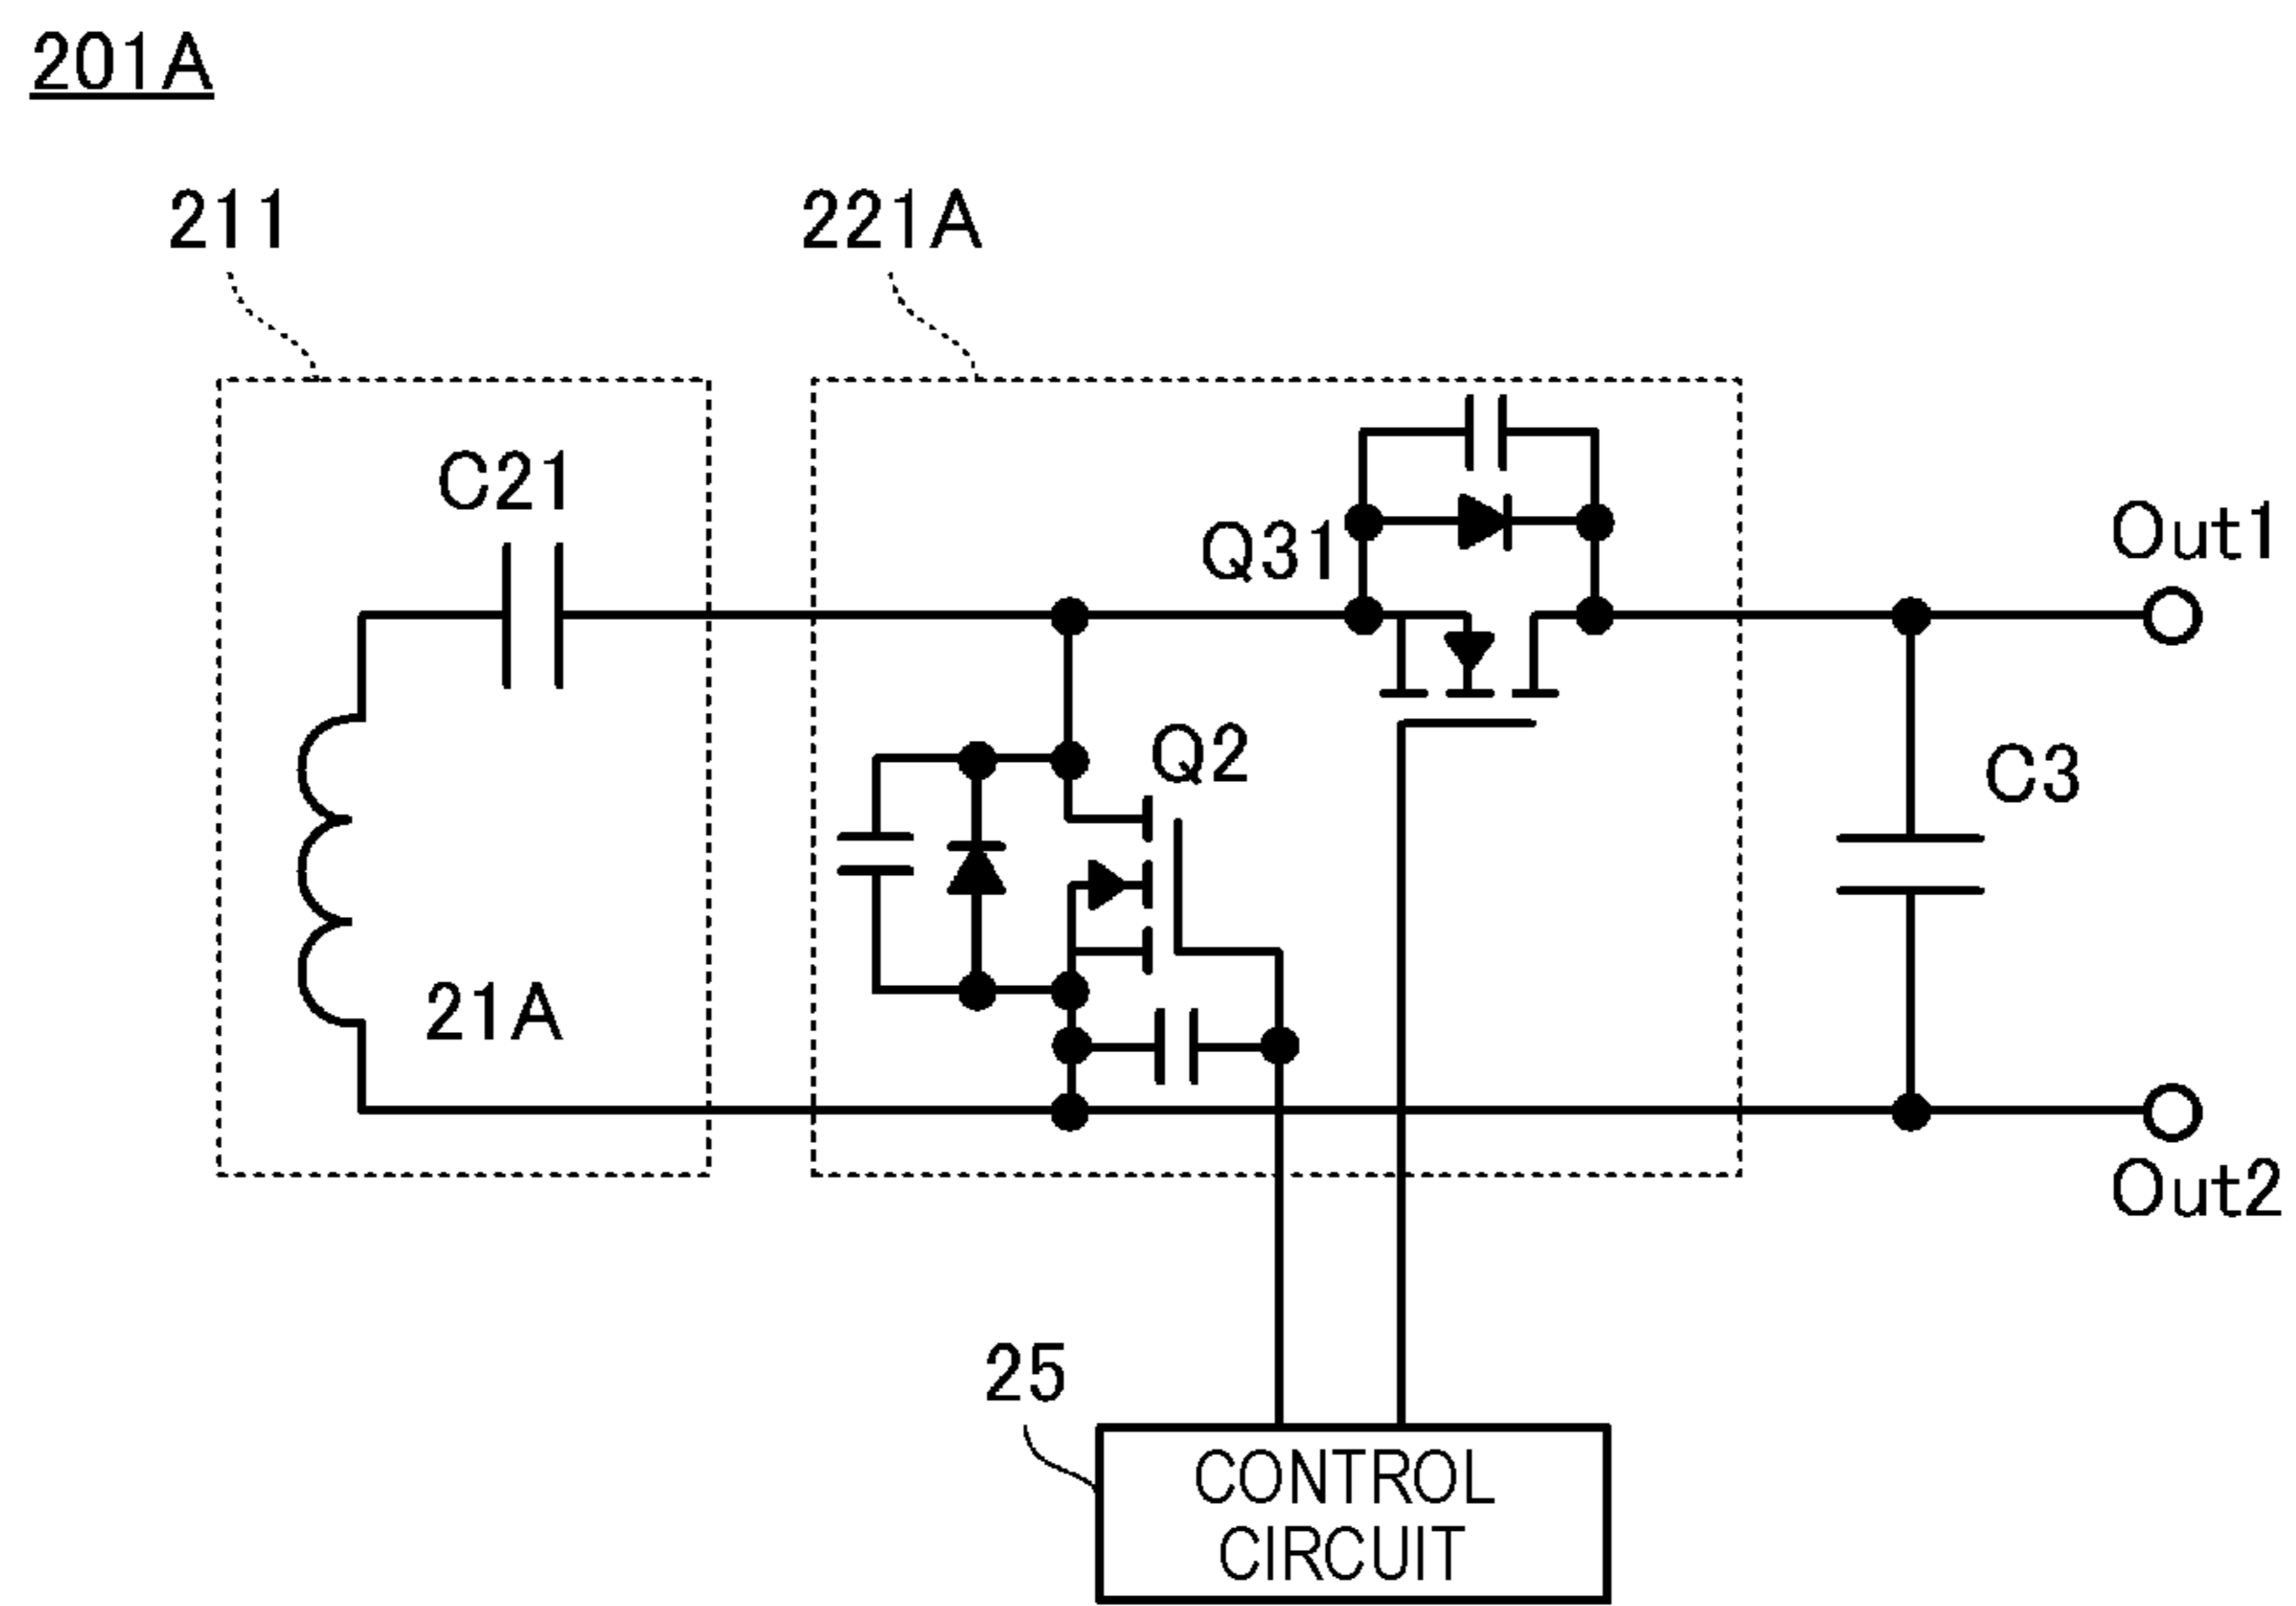 201A
211
221A
C21
Q31
Out1
Q2
C3
21A
Out2
25
CONTROL
CIRCUIT